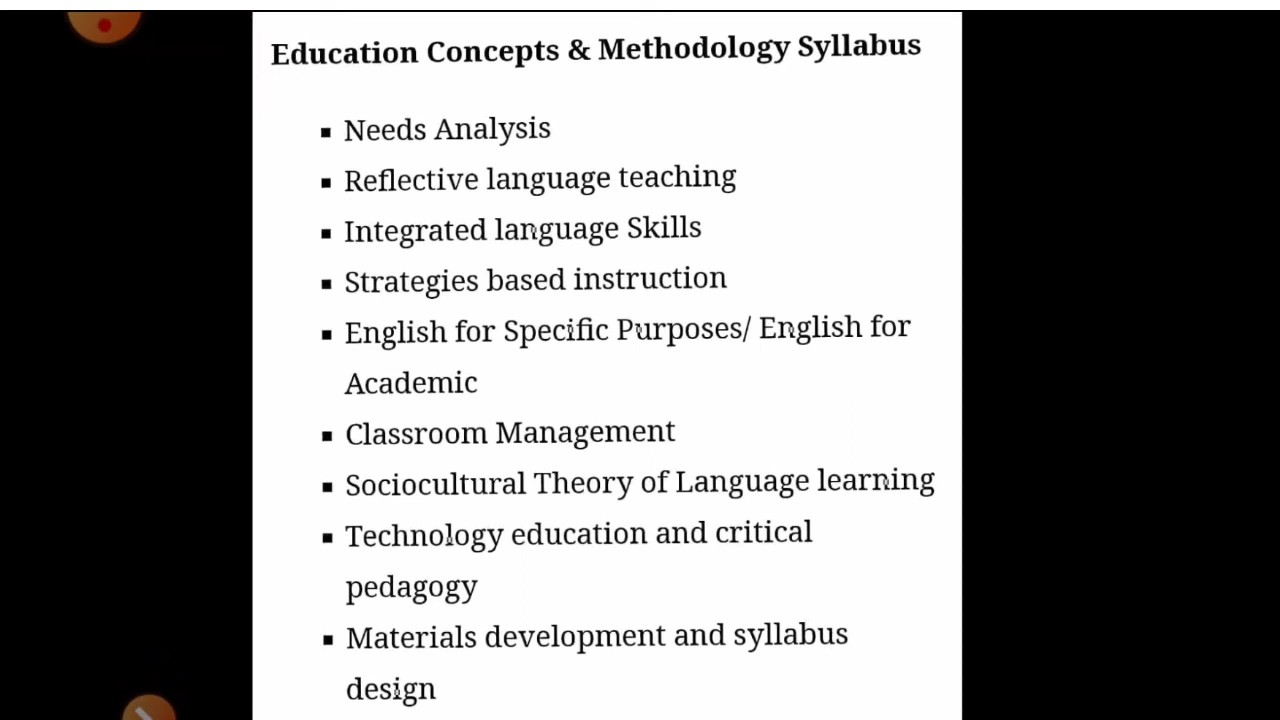 Education Concepts & Methodology Syllabus
▪ Needs Analysis
▪ Reflective language teaching
▪ Integrated language Skills
▪ Strategies based instruction
▪ English for Specific Purposes/ English for
Academic
▪ Classroom Management
▪ Sociocultural Theory of Language learning
▪ Technology education and critical
pedagogy
▪ Materials development and syllabus
design